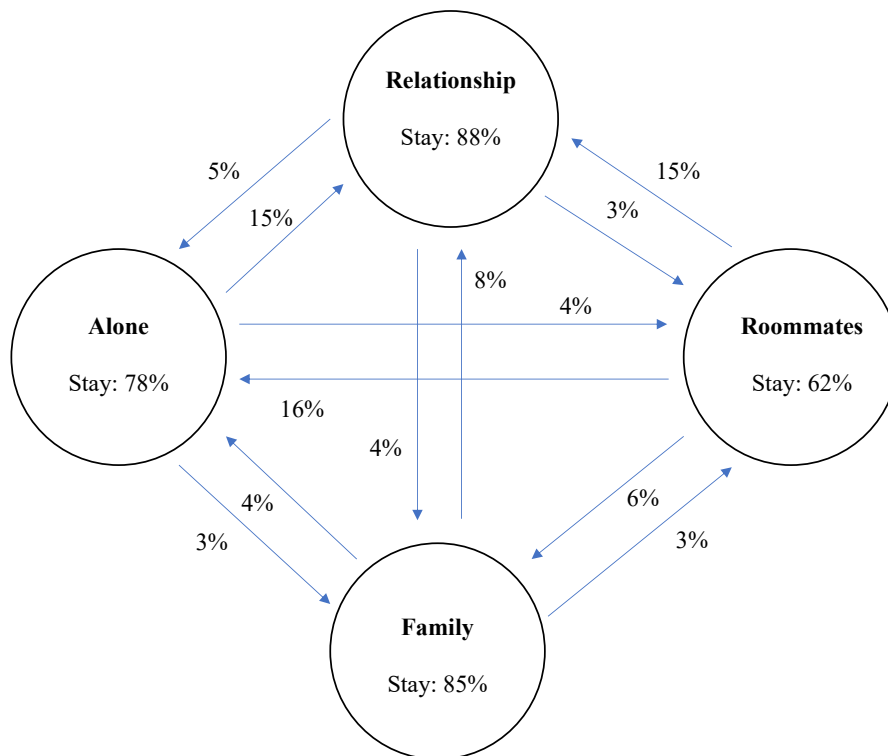 Relationship
Stay: 88%
5%
15%
15%
3%
8%
4%
Alone
Stay: 78%
Roommates
Stay: 62%
16%
4%
4%
3%
6%
3%
Family
Stay: 85%